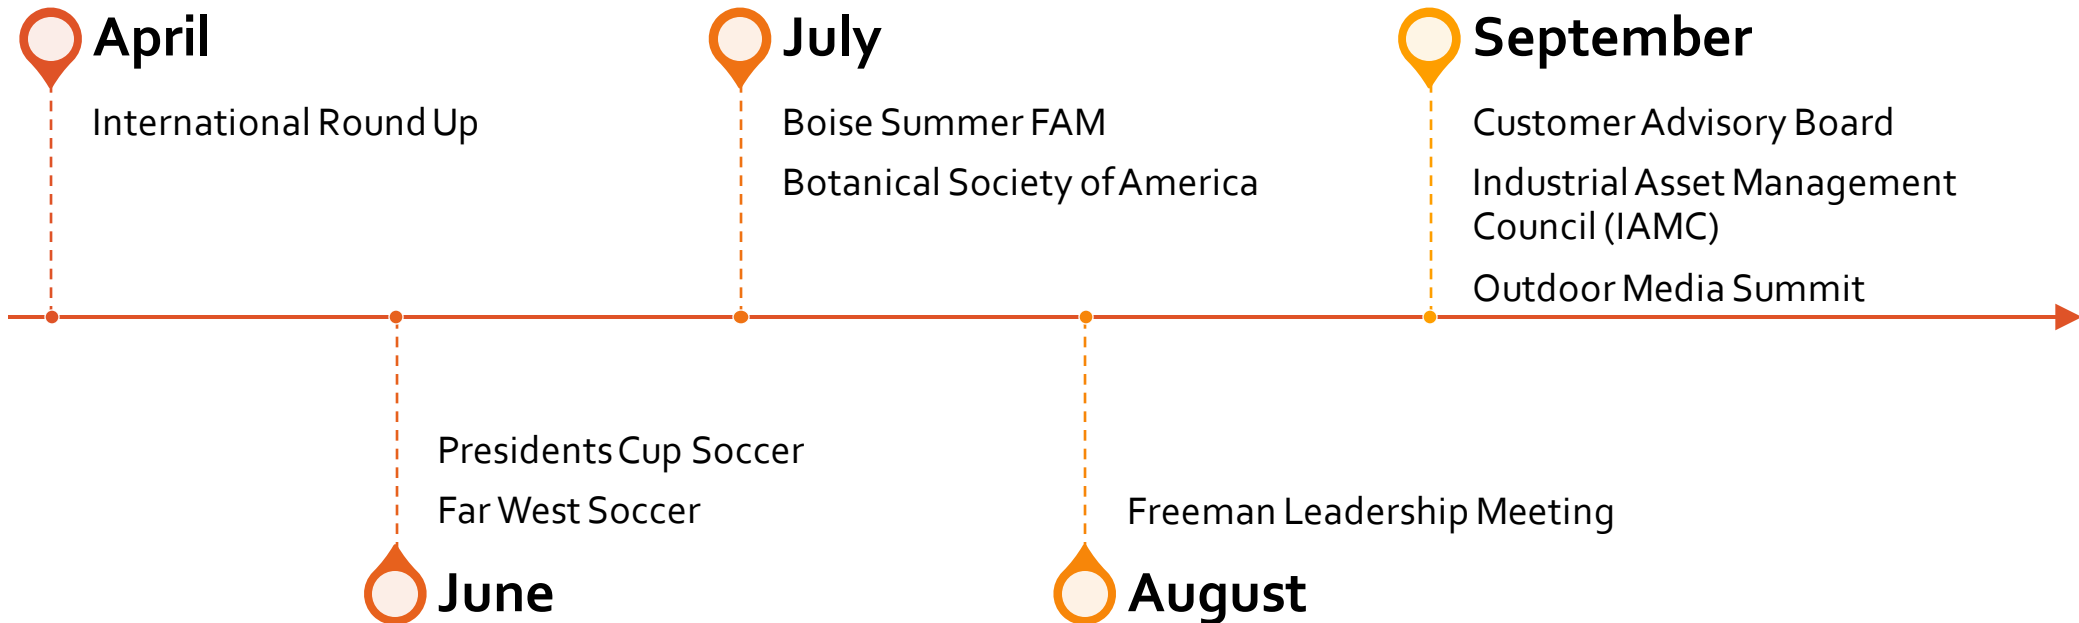 April
International Round Up
July
Boise Summer FAM
Botanical Society of America
September
Customer Advisory Board
Industrial Asset Management
Council (IAMC)
Outdoor Media Summit
Presidents Cup Soccer
Far West Soccer
June
Freeman Leadership Meeting
August